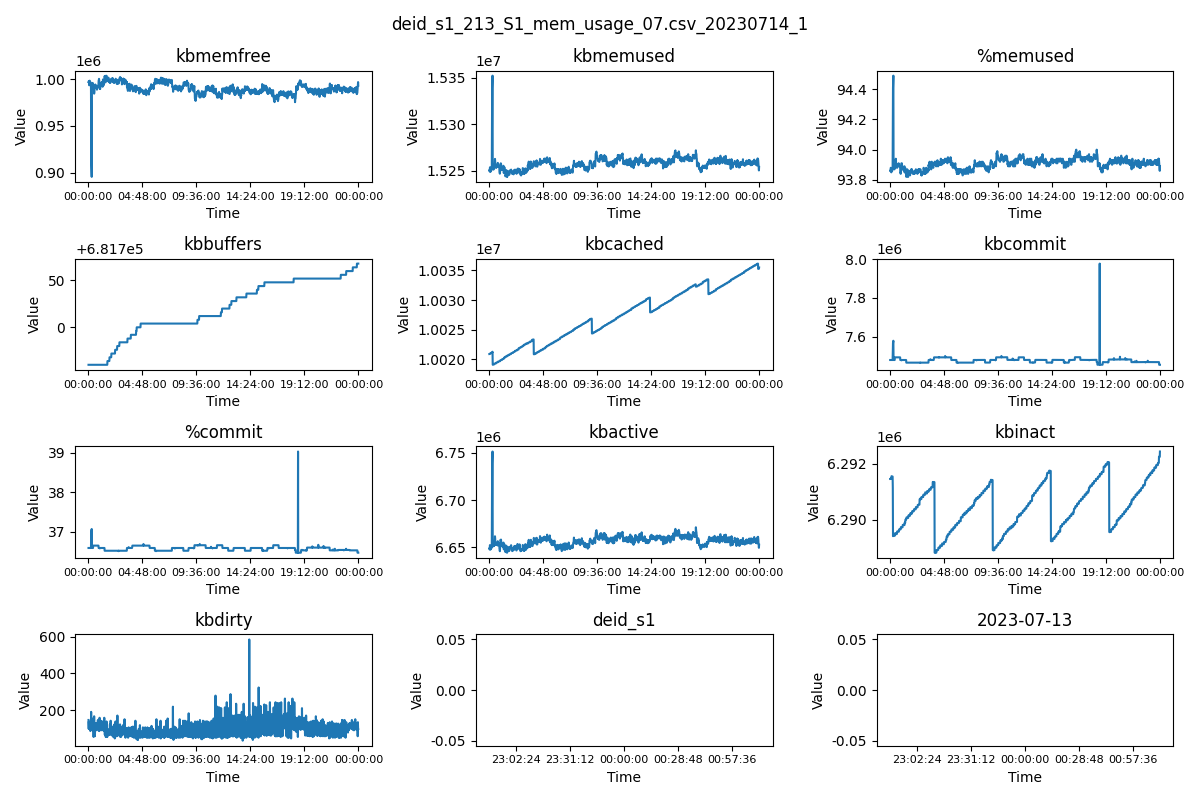 deid_s1_213_S1_mem_usage_07.csv_20230714_1
kbmemfree
1e6
1.00
0.95
0.90
Value
00:00:00 04:48:00 09:36:00 14:24:00 19:12:00 00:00:00
Time
kbmemused
1e7
1.535
1.530
1.525
Value
00:00:00 04:48:00 09:36:00 14:24:00 19:12:00 00:00:00
Time
%memused
94.4
94.2
94.0
93.8
Value
00:00:00 04:48:00 09:36:00 14:24:00 19:12:00 00:00:00
Time
kbbuffers
+6.817e5
50
0
Value
00:00:00 04:48:00 09:36:00 14:24:00 19:12:00 00:00:00
Time
kbcached
1e7
1.0035
1.0030
1.0025
1.0020
Value
00:00:00 04:48:00 09:36:00 14:24:00 19:12:00 00:00:00
Time
kbcommit
1e6
8.0
7.8
7.6
Value
00:00:00 04:48:00 09:36:00 14:24:00 19:12:00 00:00:00
Time
%commit
39
38
37
Value
00:00:00 04:48:00 09:36:00 14:24:00 19:12:00 00:00:00
Time
kbactive
1e6
6.75
6.70
6.65
Value
00:00:00 04:48:00 09:36:00 14:24:00 19:12:00 00:00:00
Time
kbinact
1e6
6.292
6.290
Value
00:00:00 04:48:00 09:36:00 14:24:00 19:12:00 00:00:00
Time
kbdirty
600
400
200
Value
00:00:00 04:48:00 09:36:00 14:24:00 19:12:00 00:00:00
Time
deid_s1
0.05
0.00
-0.05
Value
23:02:24 23:31:12 00:00:00 00:28:48 00:57:36
Time
2023-07-13
0.05
0.00
-0.05
Value
23:02:24 23:31:12 00:00:00 00:28:48 00:57:36
Time